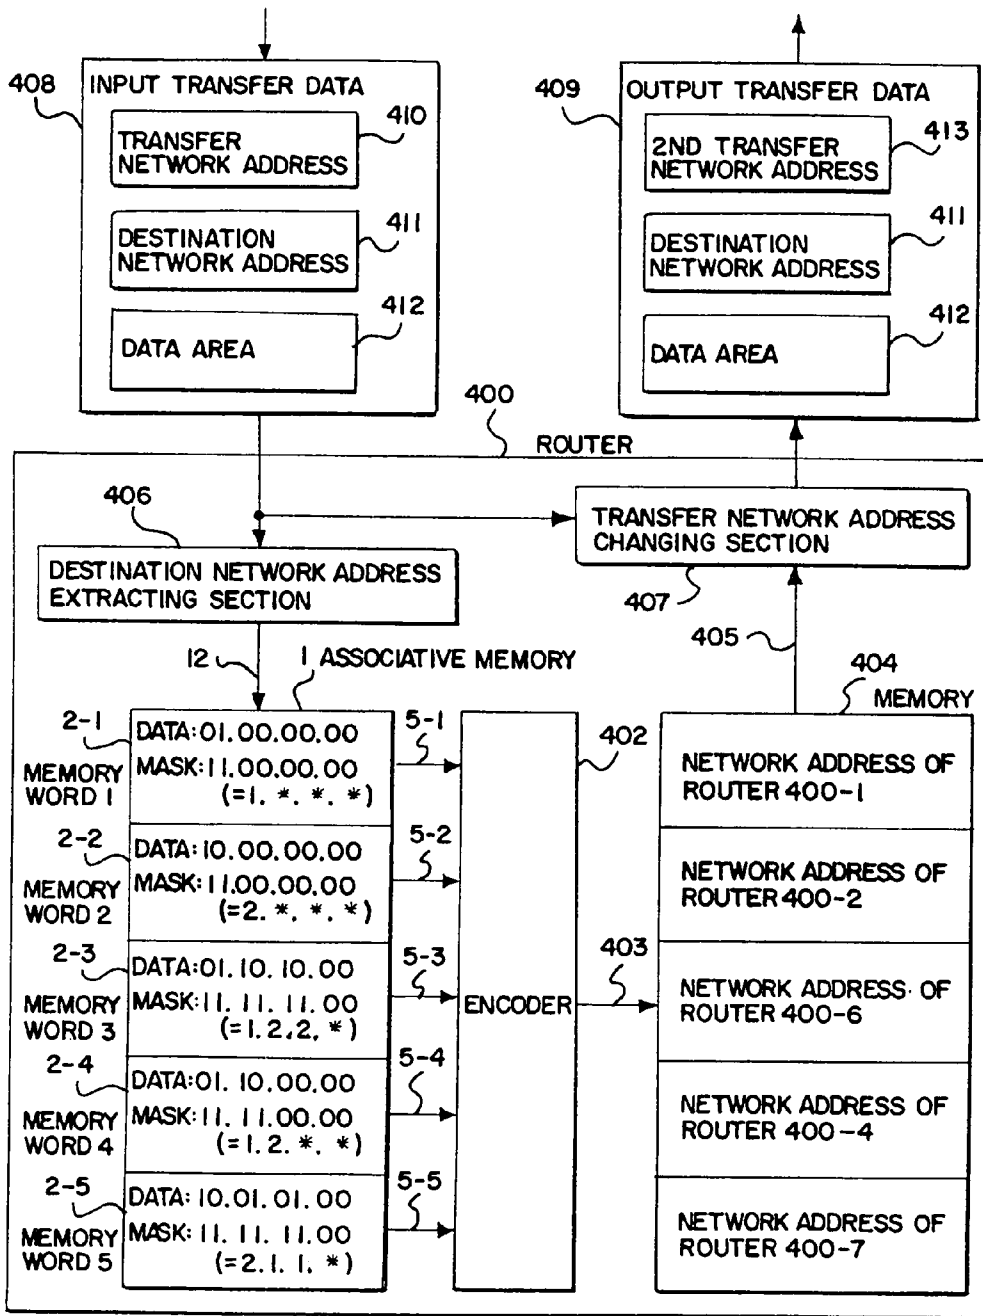 408
INPUT TRANSFER DATA
410
TRANSFER
NETWORK ADDRESS
411
DESTINATION
NETWORK ADDRESS
412
DATA AREA
409
OUTPUT TRANSFER DATA
413
2ND TRANSFER
NETWORK ADDRESS
411
DESTINATION
NETWORK ADDRESS
412
DATA AREA
400
ROUTER
406
DESTINATION NETWORK ADDRESS
EXTRACTING SECTION
TRANSFER NETWORK ADDRESS
CHANGING SECTION
407
405
12
1 ASSOCIATIVE MEMORY
404
MEMORY
2-1
MEMORY
WORD 1
DATA:01.00.00.00
MASK:11.00.00.00
(=1. *. *. *)
5-1
2-2
MEMORY
WORD 2
DATA:10.00.00.00
MASK:11.00.00.00
(=2. *. *. *)
5-2
2-3
MEMORY
WORD 3
DATA:01.10.10.00
MASK:11.11.11.00
(=1.2.2. *)
5-3
2-4
MEMORY
WORD 4
DATA:01.10.00.00
MASK:11.11.00.00
(=1.2. *. *)
5-4
2-5
MEMORY
WORD 5
DATA:10.01.01.00
MASK:11.11.11.00
(=2.1.1. *)
5-5
402
ENCODER
403
NETWORK ADDRESS OF
ROUTER 400-1
NETWORK ADDRESS OF
ROUTER 400-2
NETWORK ADDRESS OF
ROUTER 400-6
NETWORK ADDRESS OF
ROUTER 400-4
NETWORK ADDRESS OF
ROUTER 400-7